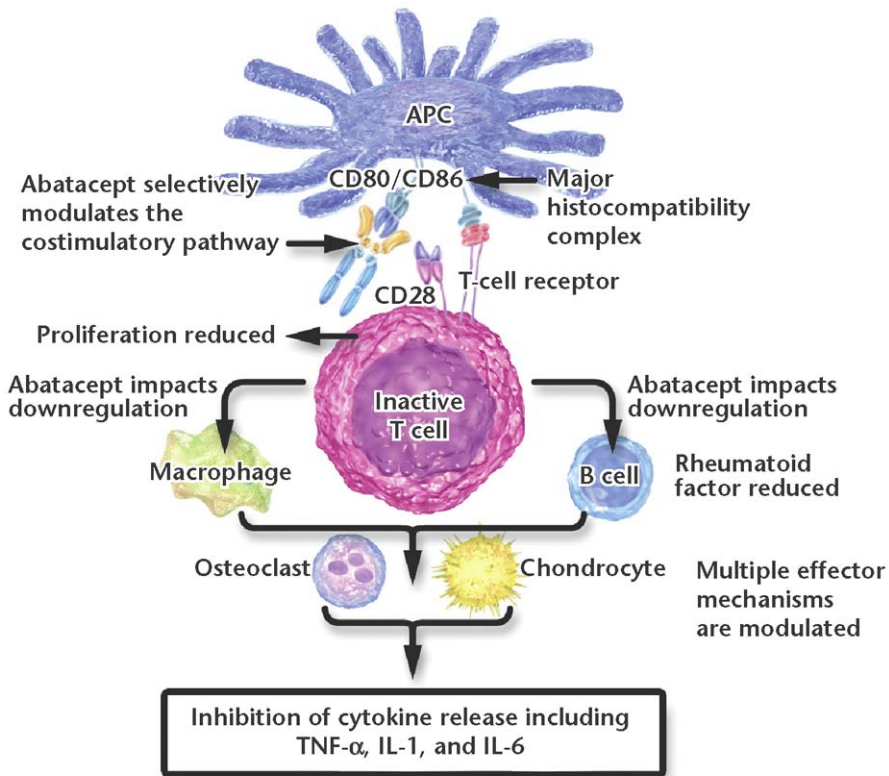 APC
CD80/CD86
Abatacept selectively
modulates the
costimulatory pathway
Major
histocompatibility
complex
T-cell receptor
CD28
Proliferation reduced
Abatacept impacts
downregulation
Inactive
T cell
Abatacept impacts
downregulation
Macrophage
B cell
Rheumatoid
factor reduced
Osteoclast
Chondrocyte
Multiple effector
mechanisms
are modulated
Inhibition of cytokine release including
TNF-α, IL-1, and IL-6